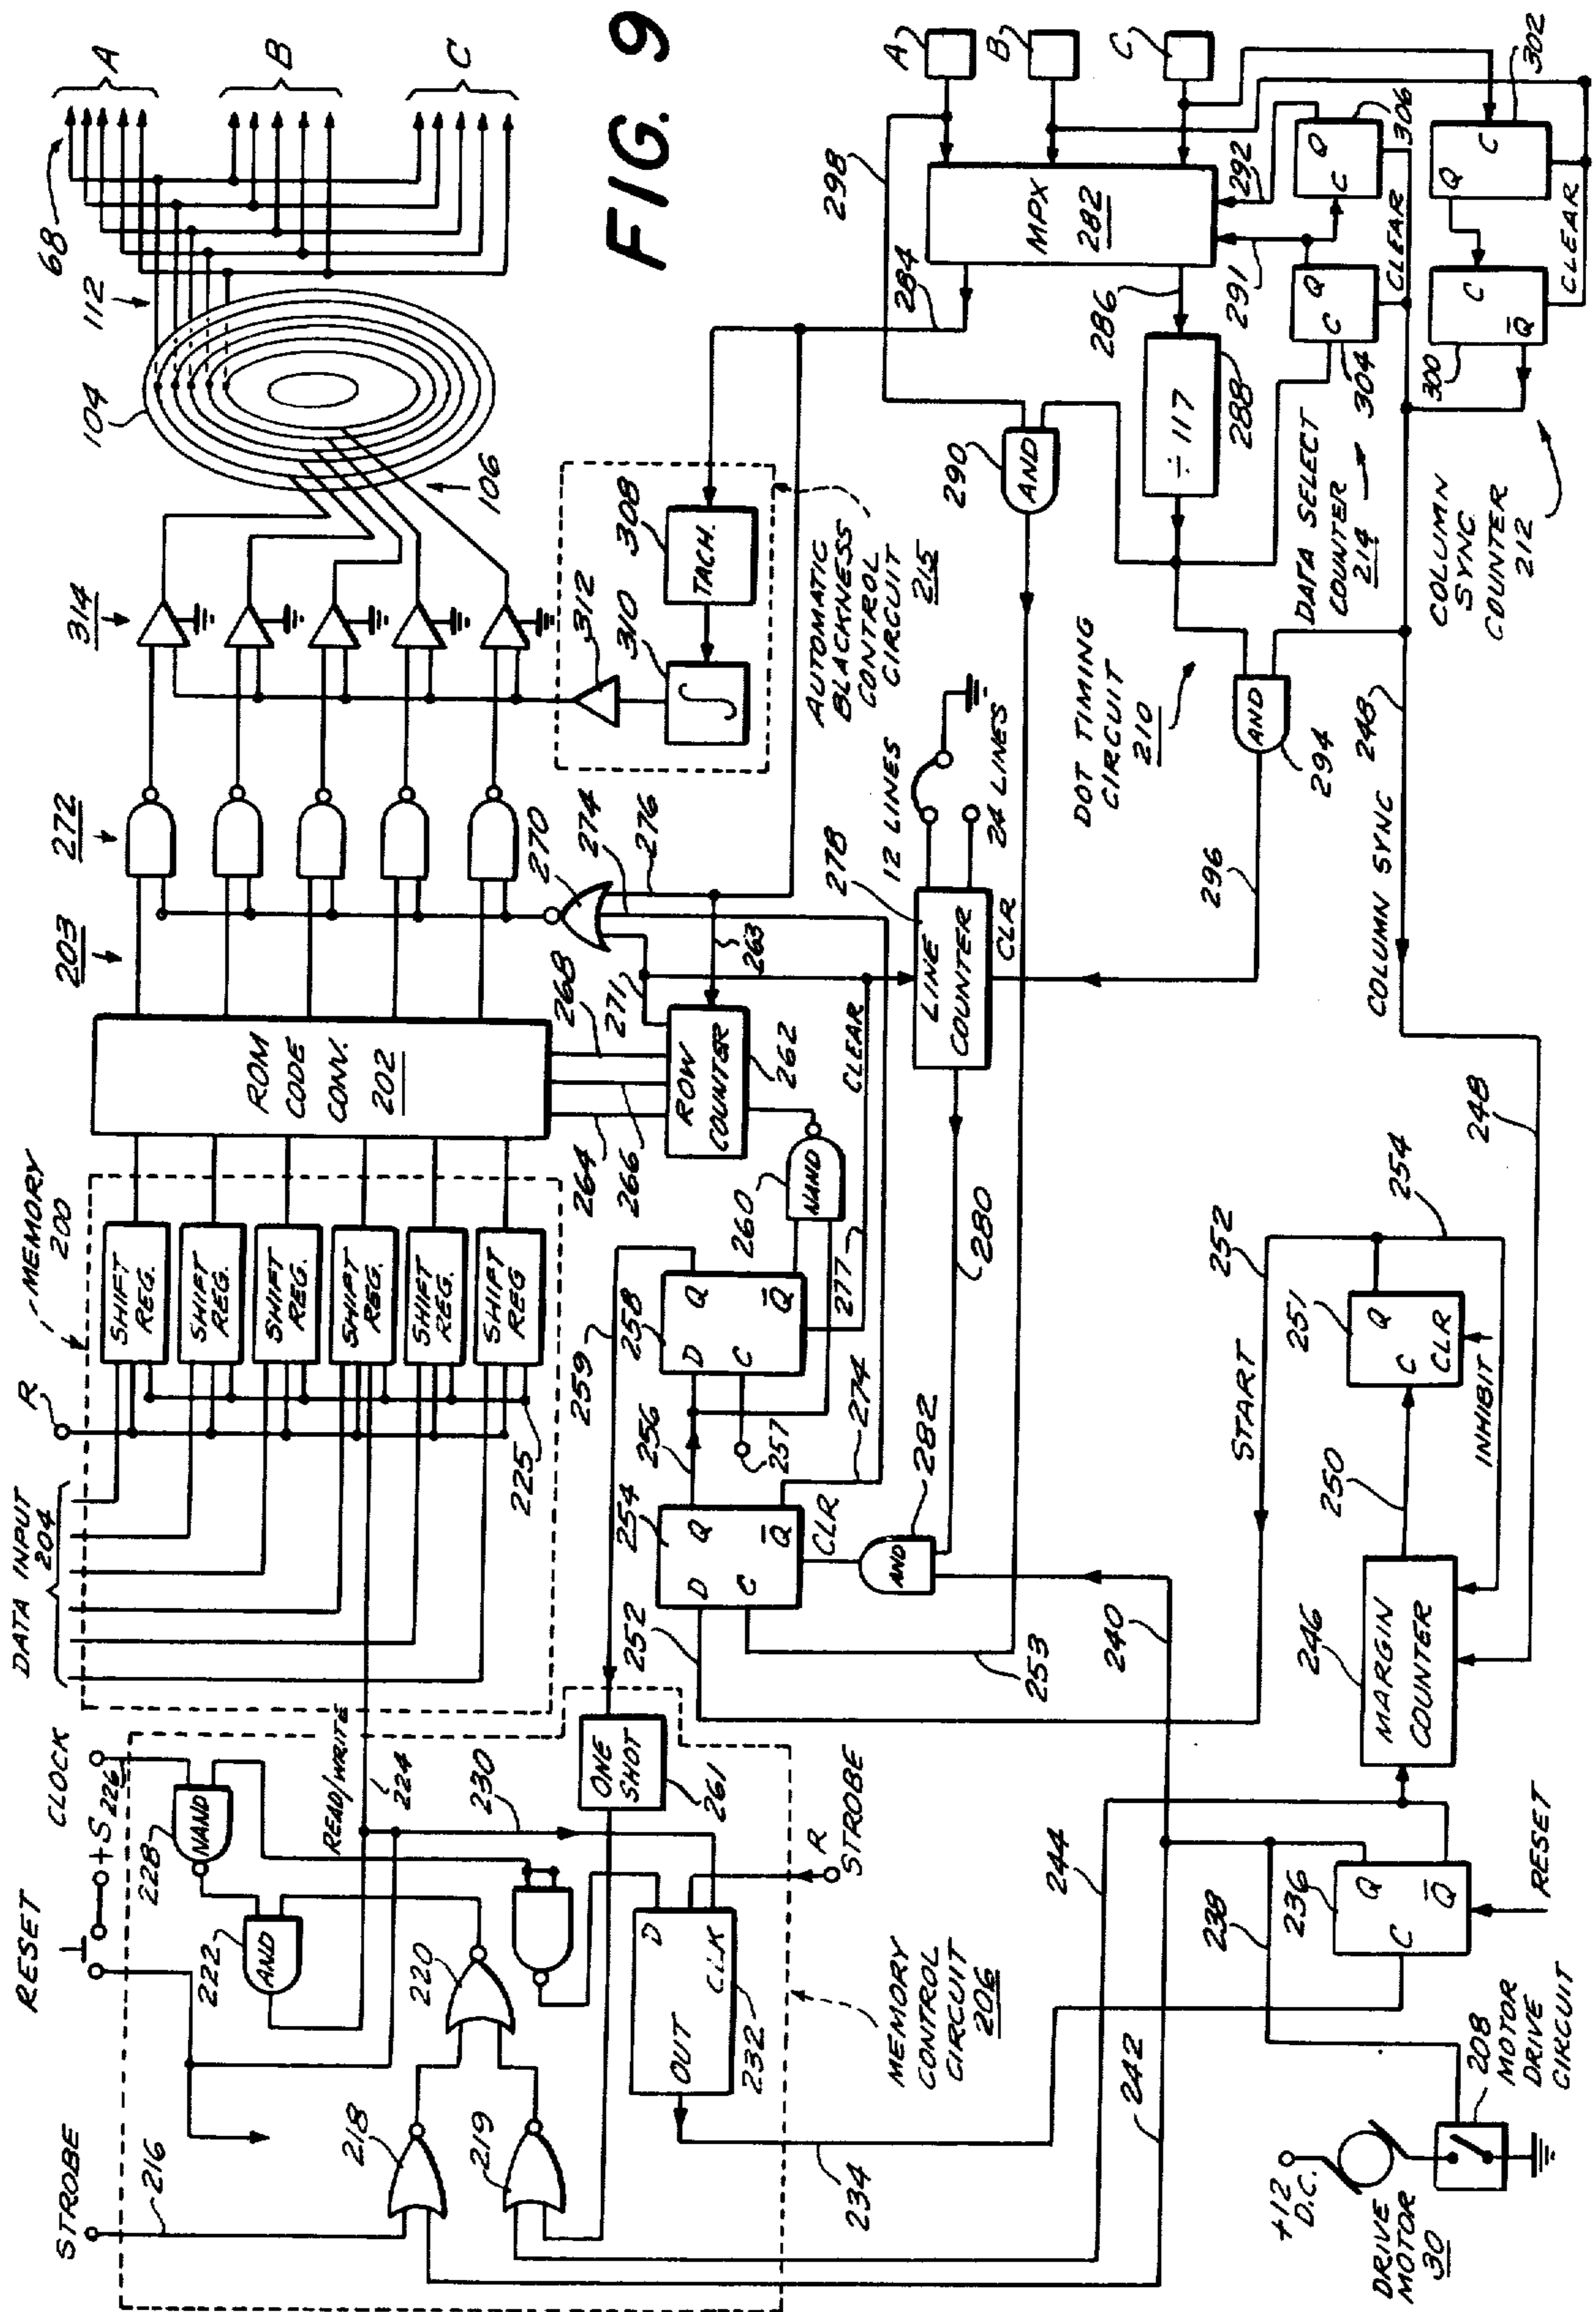 FIG. 9
68
A
B
C
112
104
106
314
272
203
ROM
CODE
CONV.
202
MEMORY
200
SHIFT
REG.
SHIFT
REG.
SHIFT
REG.
SHIFT
REG.
SHIFT
REG.
SHIFT
REG
R
225
DATA INPUT
204
CLOCK
+S
226
RESET
STROBE
216
228
NAND
222
AND
READ/WRITE
224
230
220
218
219
D
OUT
CLK
232
R
STROBE
ONE
SHOT
261
MEMORY
CONTROL
CIRCUIT
206
234
242
244
259
254
D
Q
C
Q̄
CLR
256
257
258
D
Q
C
Q̄
260
NAND
277
CLEAR
274
282
AND
252
253
240
280
264
266
268
271
ROW
COUNTER
262
263
270
274
276
278
LINE
COUNTER
CLR
12 LINES
24 LINES
312
310
∫
308
TACH.
AUTOMATIC
BLACKNESS
CONTROL
CIRCUIT
215
298
284
MPX
282
A
B
C
286
÷ 117
288
290
AND
291
292
DATA SELECT
COUNTER
214
304
C
Q
CLEAR
306
C
Q
300
C
Q̄
302
Q
C
CLEAR
COLUMN
SYNC
COUNTER
212
DOT TIMING
CIRCUIT
210
AND
294
296
248
COLUMN SYNC
248
START
252
254
251
Q
C
CLR
INHIBIT
250
246
MARGIN
COUNTER
238
236
Q
C
Q̄
RESET
208
MOTOR
DRIVE
CIRCUIT
+12
D.C.
DRIVE
MOTOR
30